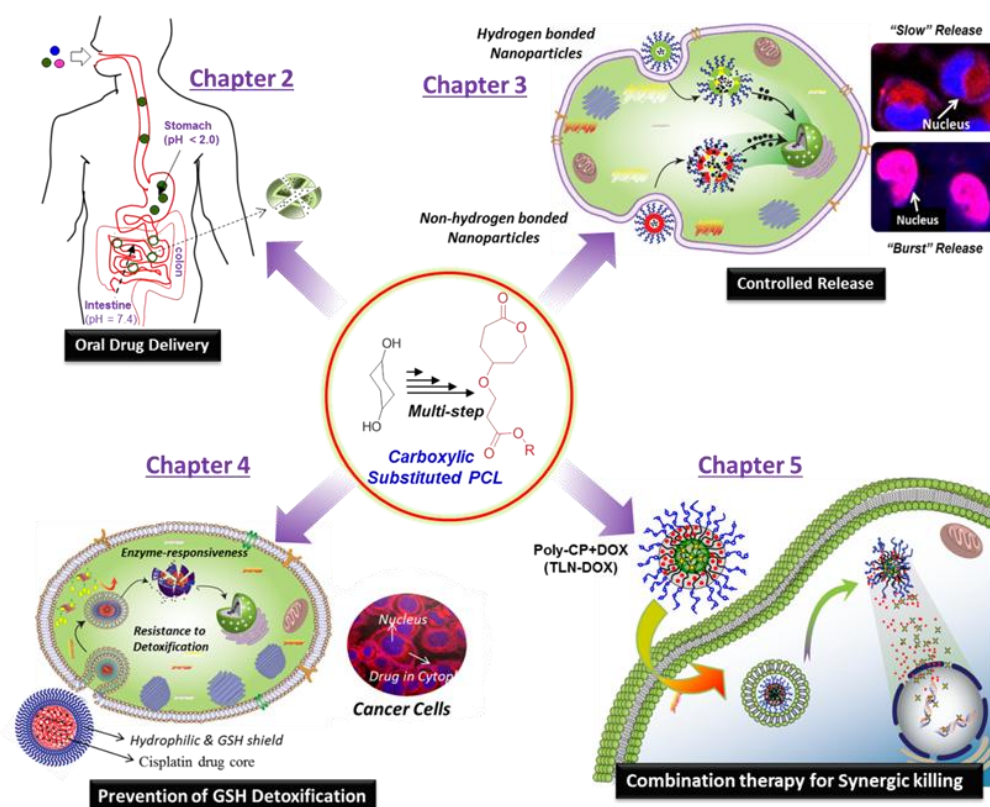 Chapter 2
Stomach
(pH < 2.0)
colon
Intestine
(pH = 7.4)
Oral Drug Delivery
Chapter 3
Hydrogen bonded
Nanoparticles
Non-hydrogen bonded
Nanoparticles
"Slow" Release
Nucleus
Nucleus
"Burst" Release
Controlled Release
OH
HO
Multi-step
O
O
O
O
O
R
Carboxylic
Substituted PCL
Chapter 4
Enzyme-responsiveness
Resistance to
Detoxification
Nucleus
Drug in Cytopl
Cancer Cells
Hydrophilic & GSH shield
Cisplatin drug core
Prevention of GSH Detoxification
Chapter 5
Poly-CP+DOX
(TLN-DOX)
Combination therapy for Synergic killing